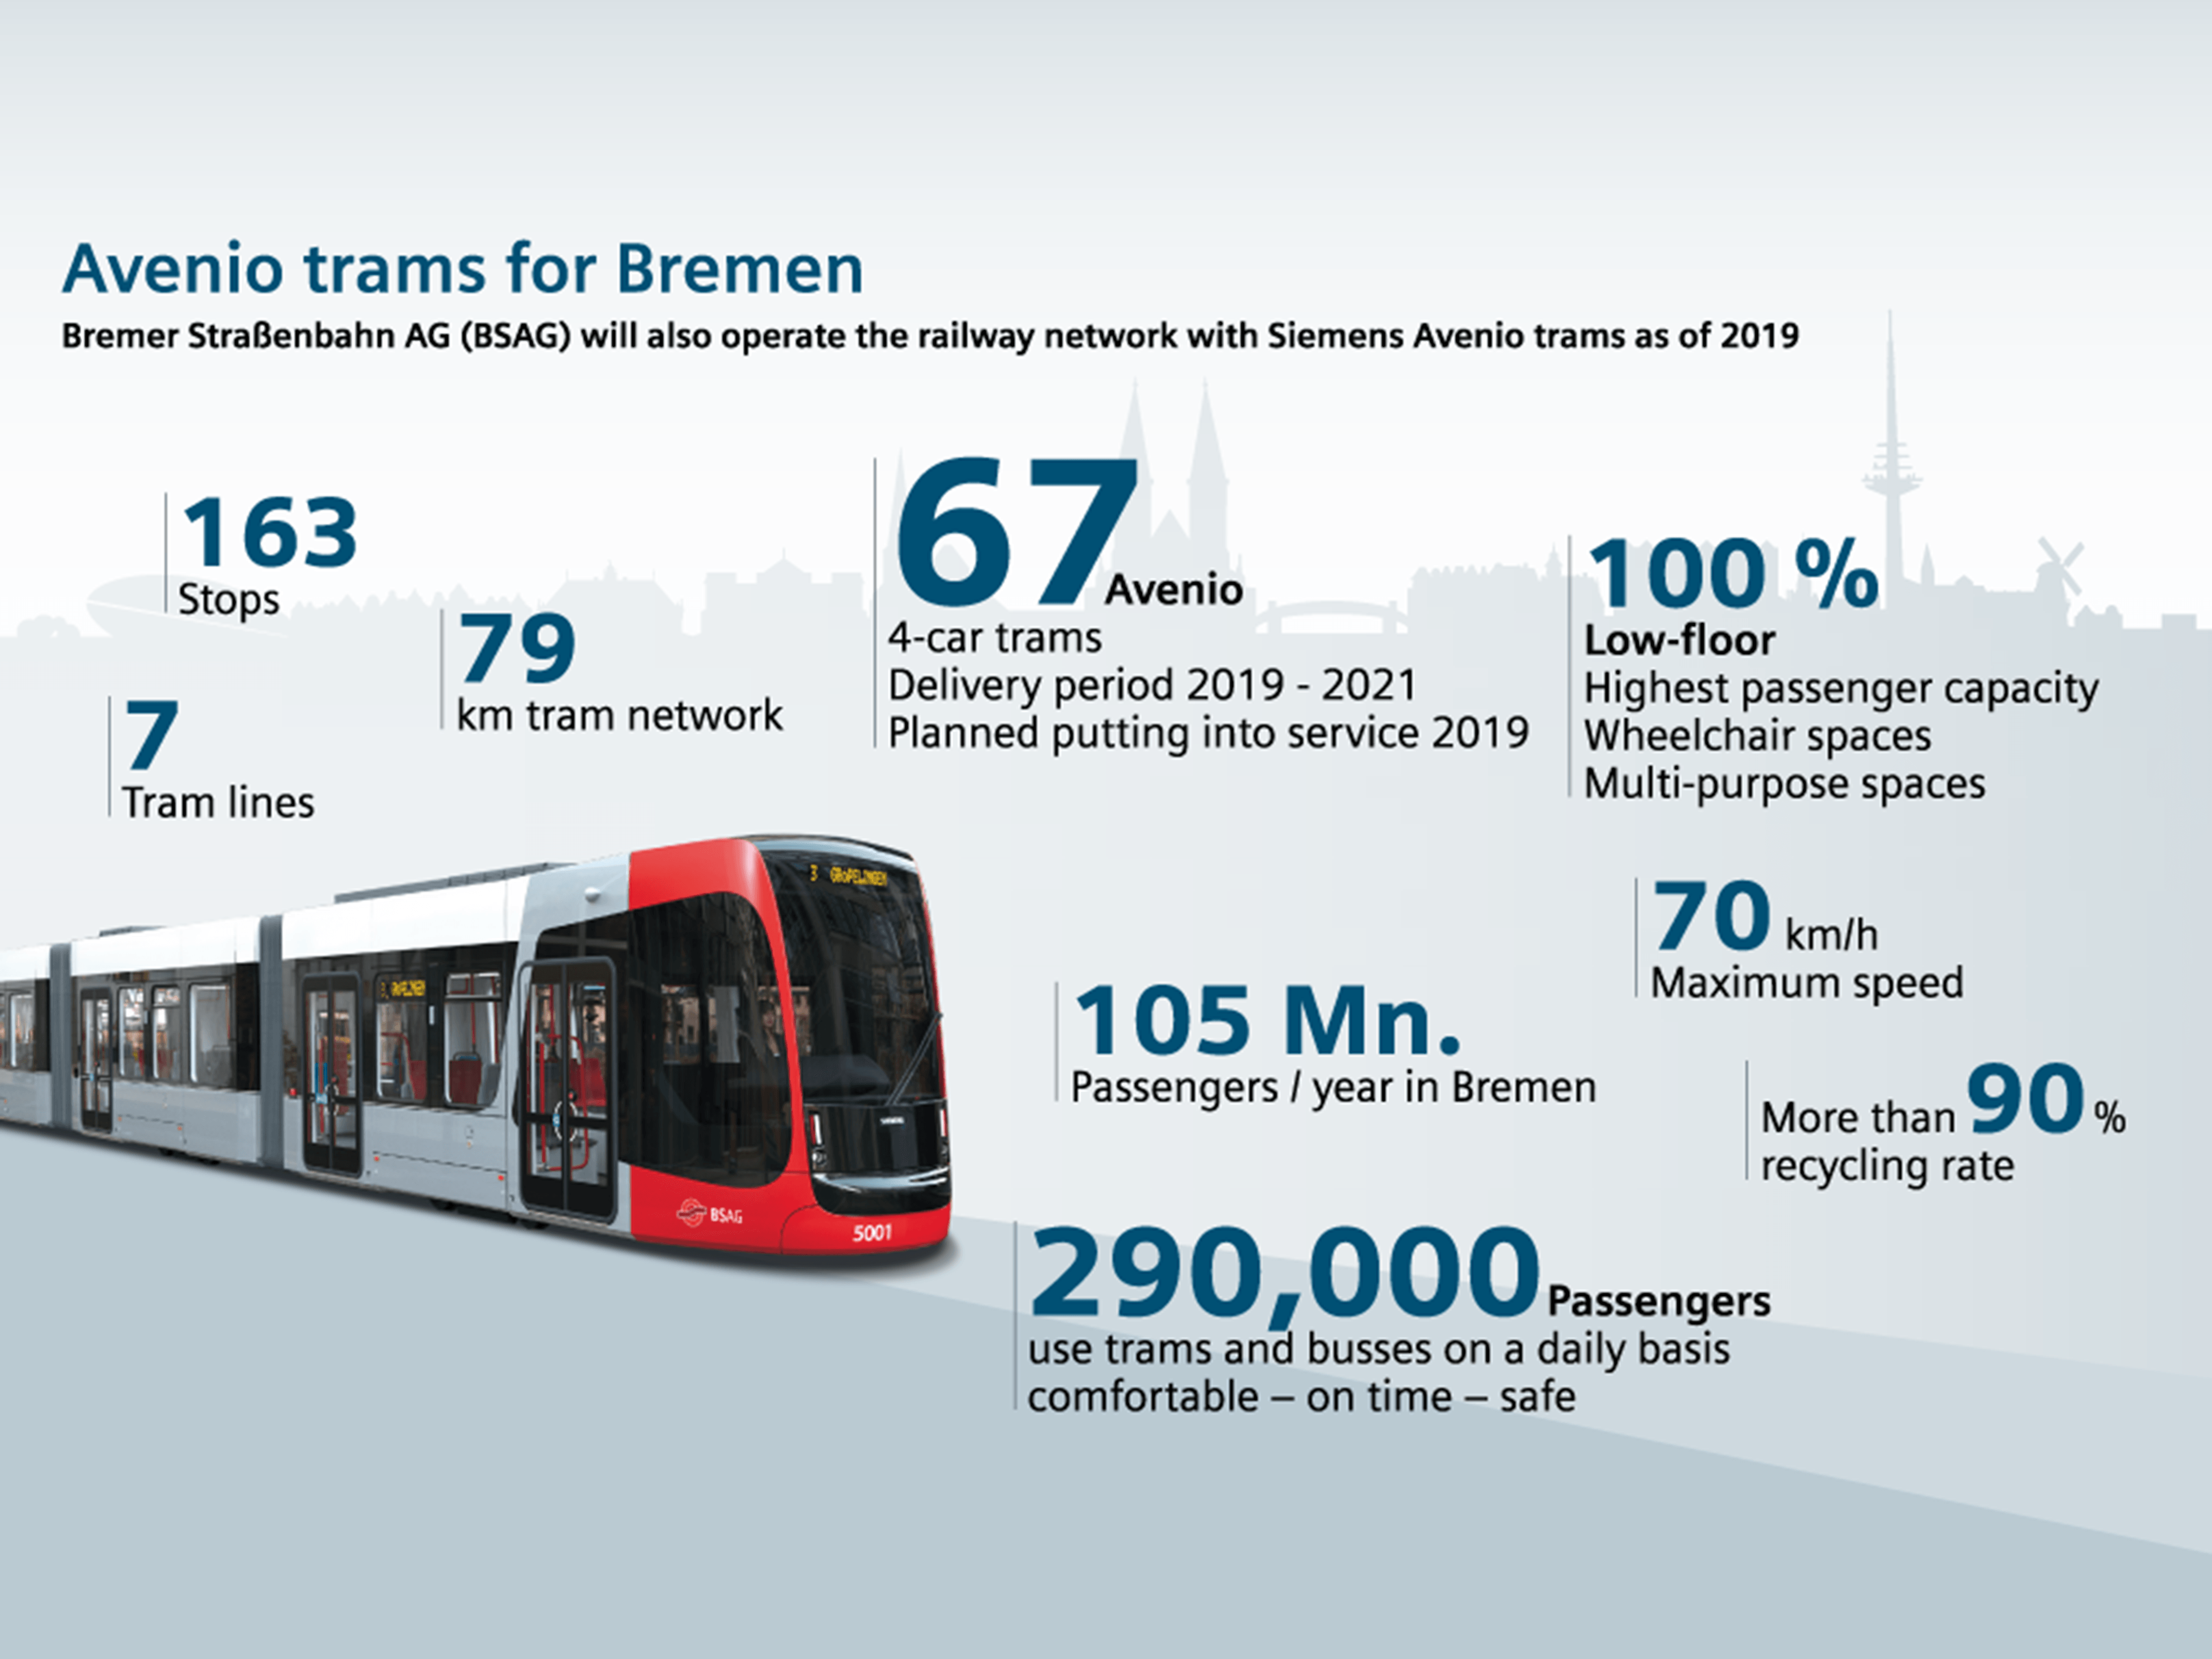 Avenio trams for Bremen
Bremer Straßenbahn AG (BSAG) will also operate the railway network with Siemens Avenio trams as of 2019
163
Stops
79
km tram network
7
Tram lines
67 Avenio
4-car trams
Delivery period 2019 - 2021
Planned putting into service 2019
100 %
Low-floor
Highest passenger capacity
Wheelchair spaces
Multi-purpose spaces
70 km/h
Maximum speed
105 Mn.
Passengers / year in Bremen
More than 90 %
recycling rate
290,000 Passengers
use trams and busses on a daily basis
comfortable – on time – safe
3 GRöPELINGEN
BSAG
5001